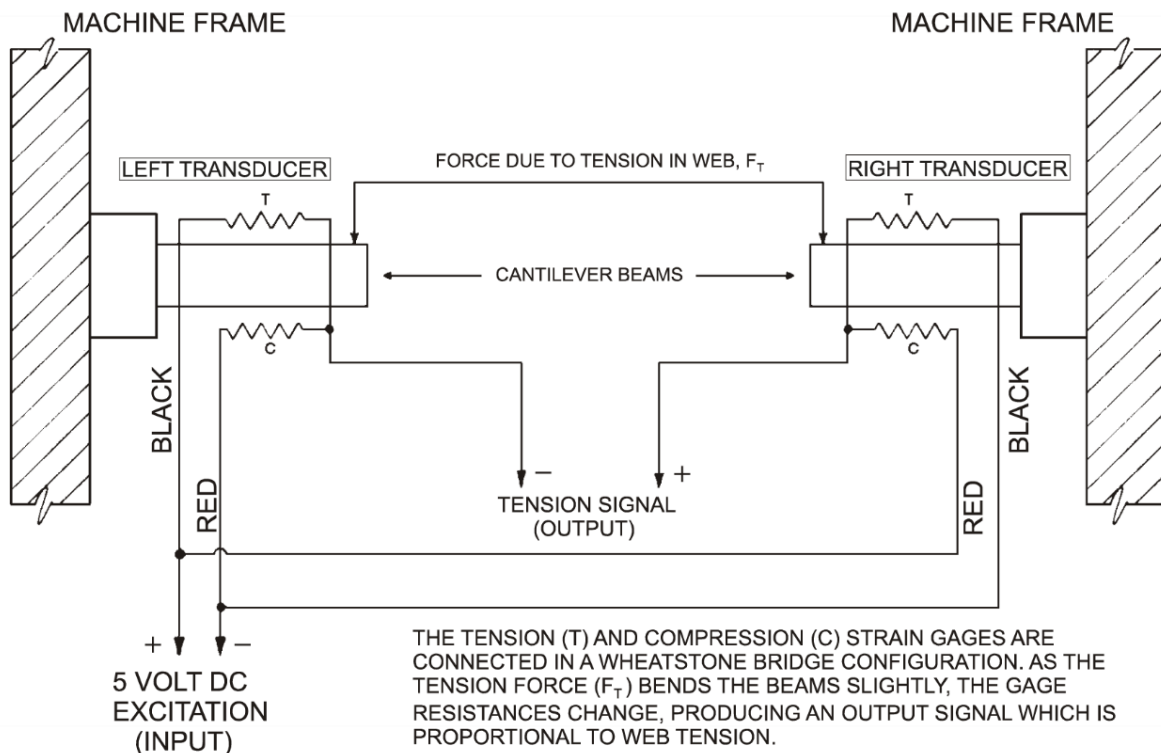 MACHINE FRAME
MACHINE FRAME
FORCE DUE TO TENSION IN WEB, F_T
LEFT TRANSDUCER
RIGHT TRANSDUCER
T
T
CANTILEVER BEAMS
C
C
BLACK
RED
BLACK
RED
− +
TENSION SIGNAL
(OUTPUT)
+ −
5 VOLT DC
EXCITATION
(INPUT)
THE TENSION (T) AND COMPRESSION (C) STRAIN GAGES ARE
CONNECTED IN A WHEATSTONE BRIDGE CONFIGURATION. AS THE
TENSION FORCE (F_T) BENDS THE BEAMS SLIGHTLY, THE GAGE
RESISTANCES CHANGE, PRODUCING AN OUTPUT SIGNAL WHICH IS
PROPORTIONAL TO WEB TENSION.